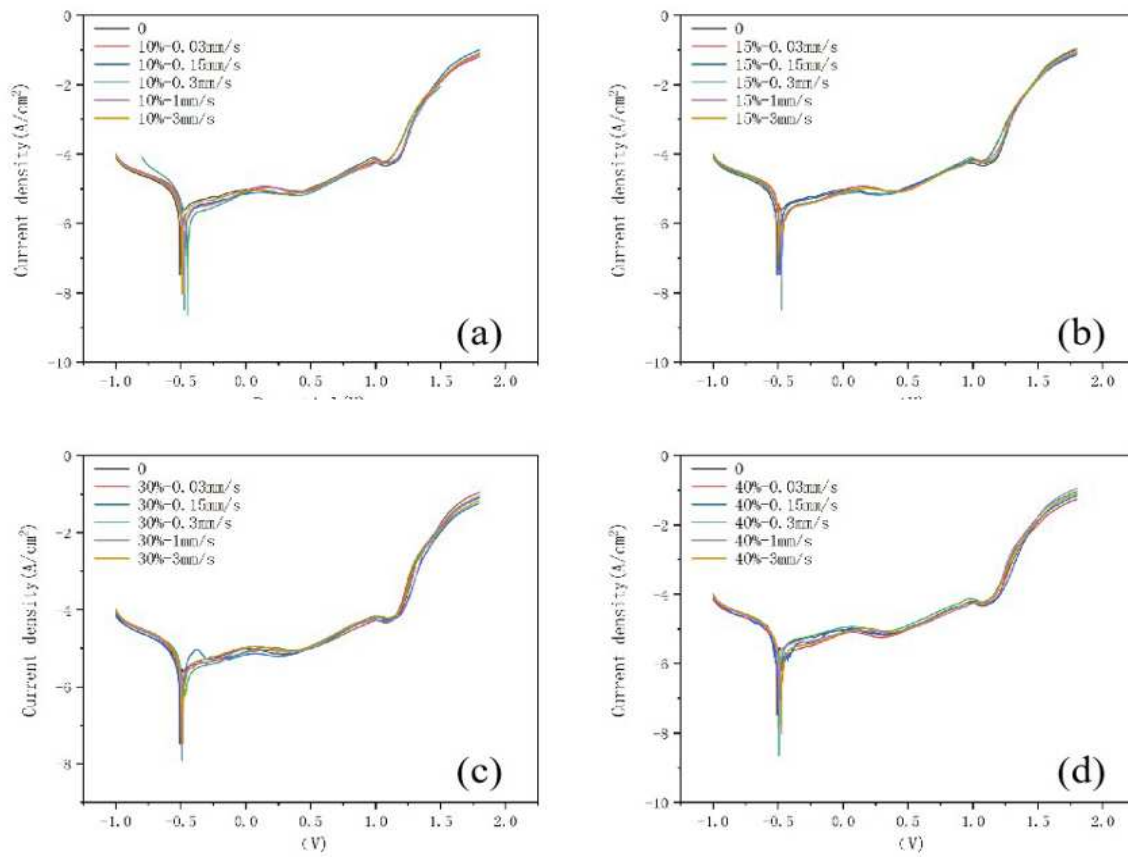 0
-2
-4
-6
-8
-10
Current density(A/cm²)
0
10%-0.03mm/s
10%-0.15mm/s
10%-0.3mm/s
10%-1mm/s
10%-3mm/s
(a)
-1.0 -0.5 0.0 0.5 1.0 1.5 2.0
0
-2
-4
-6
-8
-10
Current density(A/cm²)
0
15%-0.03mm/s
15%-0.15mm/s
15%-0.3mm/s
15%-1mm/s
15%-3mm/s
(b)
-1.0 -0.5 0.0 0.5 1.0 1.5 2.0
0
-2
-4
-6
-8
Current density(A/cm²)
0
30%-0.03mm/s
30%-0.15mm/s
30%-0.3mm/s
30%-1mm/s
30%-3mm/s
(c)
-1.0 -0.5 0.0 0.5 1.0 1.5 2.0
(V)
0
-2
-4
-6
-8
-10
Current density(A/cm²)
0
40%-0.03mm/s
40%-0.15mm/s
40%-0.3mm/s
40%-1mm/s
40%-3mm/s
(d)
-1.0 -0.5 0.0 0.5 1.0 1.5 2.0
(V)